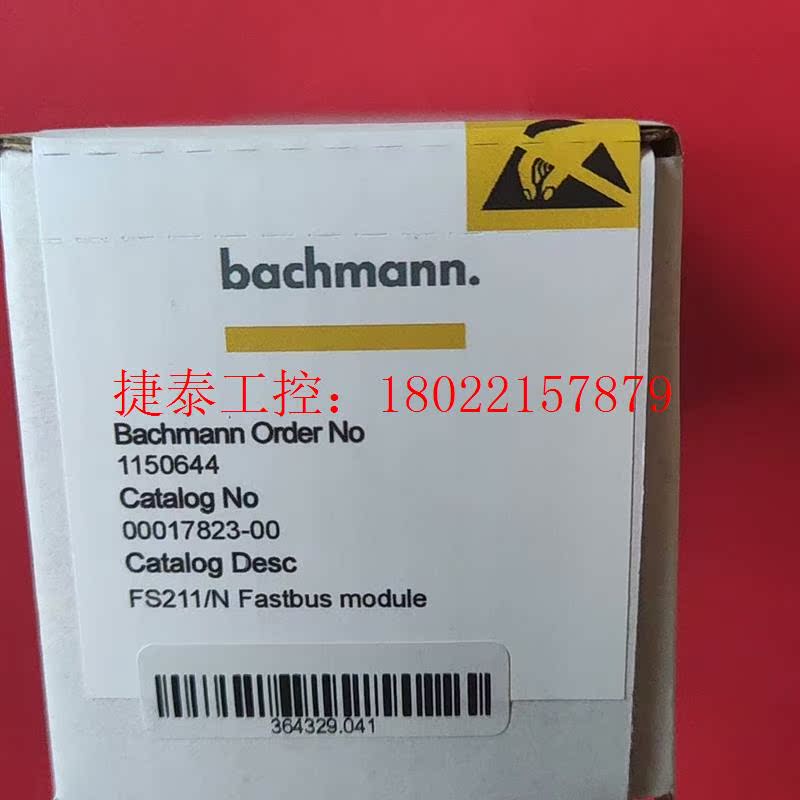 bachmann.
捷泰工控：18022157879
Bachmann Order No
1150644
Catalog No
00017823-00
Catalog Desc
FS211/N Fastbus module
364329.041